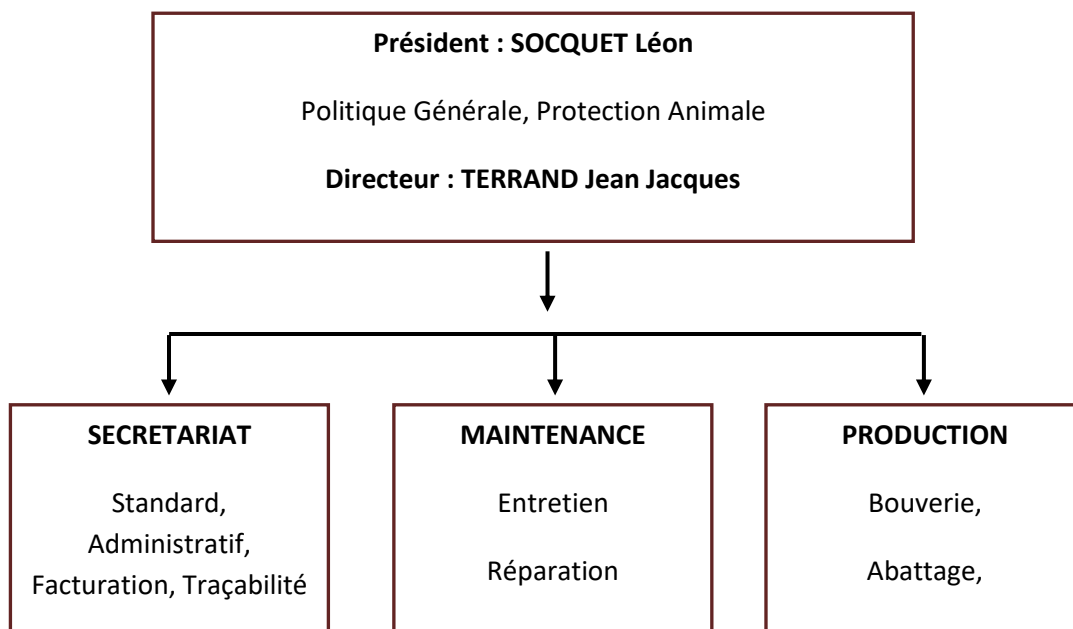 Président : SOCQUET Léon
Politique Générale, Protection Animale
Directeur : TERRAND Jean Jacques
SECRETARIAT
Standard,
Administratif,
Facturation, Traçabilité
MAINTENANCE
Entretien
Réparation
PRODUCTION
Bouverie,
Abattage,